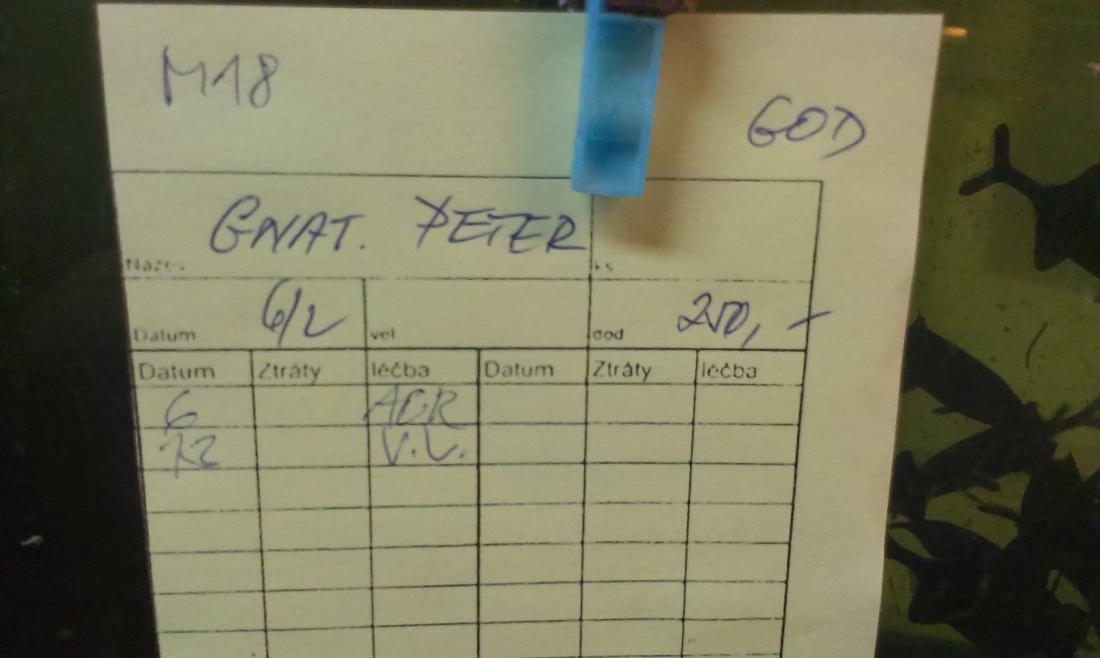 M18
GOD
GNAT. PETER
Název ks
Datum 6/2 vel dod 250,-
Datum Ztráty léčba Datum Ztráty léčba
6 ACR
12 V.V.